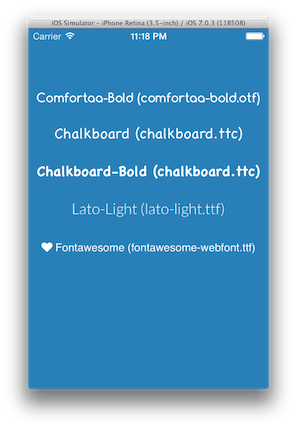 iOS Simulator - iPhone Retina (3.5-inch) / iOS 7.0.3 (11B508)
Carrier 11:18 PM
Comfortaa-Bold (comfortaa-bold.otf)
Chalkboard (chalkboard.ttc)
Chalkboard-Bold (chalkboard.ttc)
Lato-Light (lato-light.ttf)
Fontawesome (fontawesome-webfont.ttf)